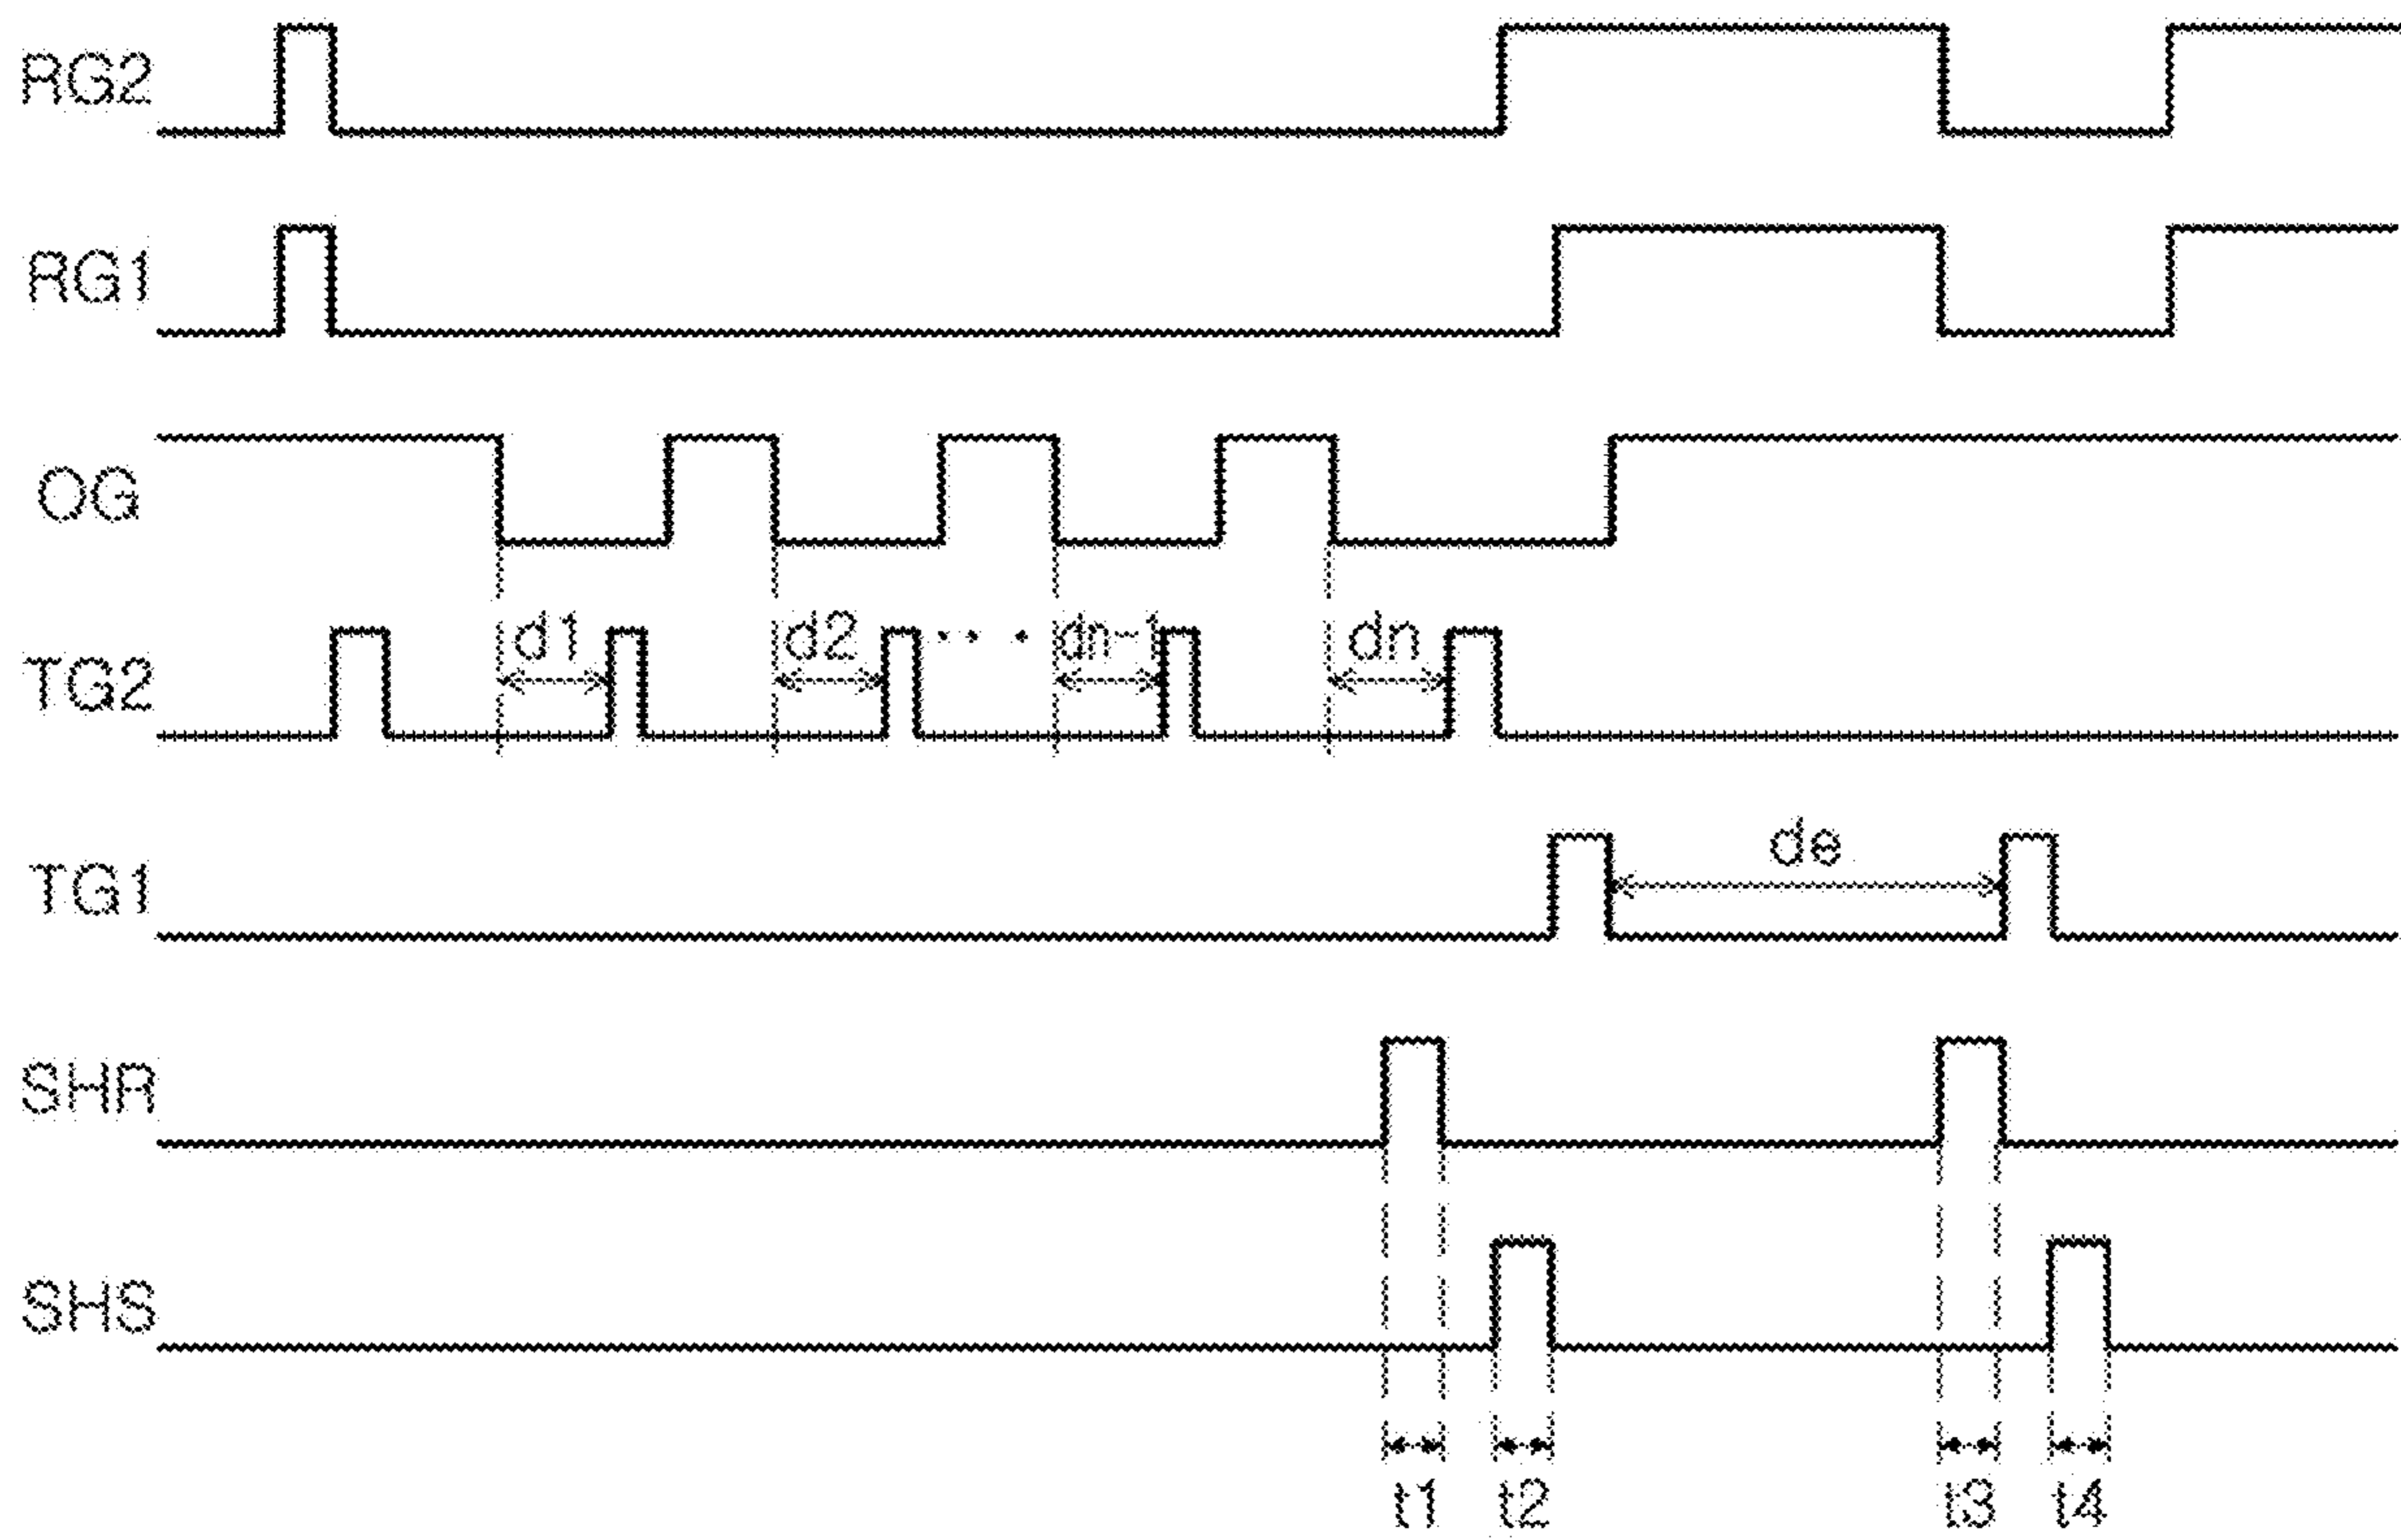 RG2
RG1
OG
d1 d2 · · · dn-1 dn
TG2
de
TG1
SHR
SHS
t1 t2 t3 t4